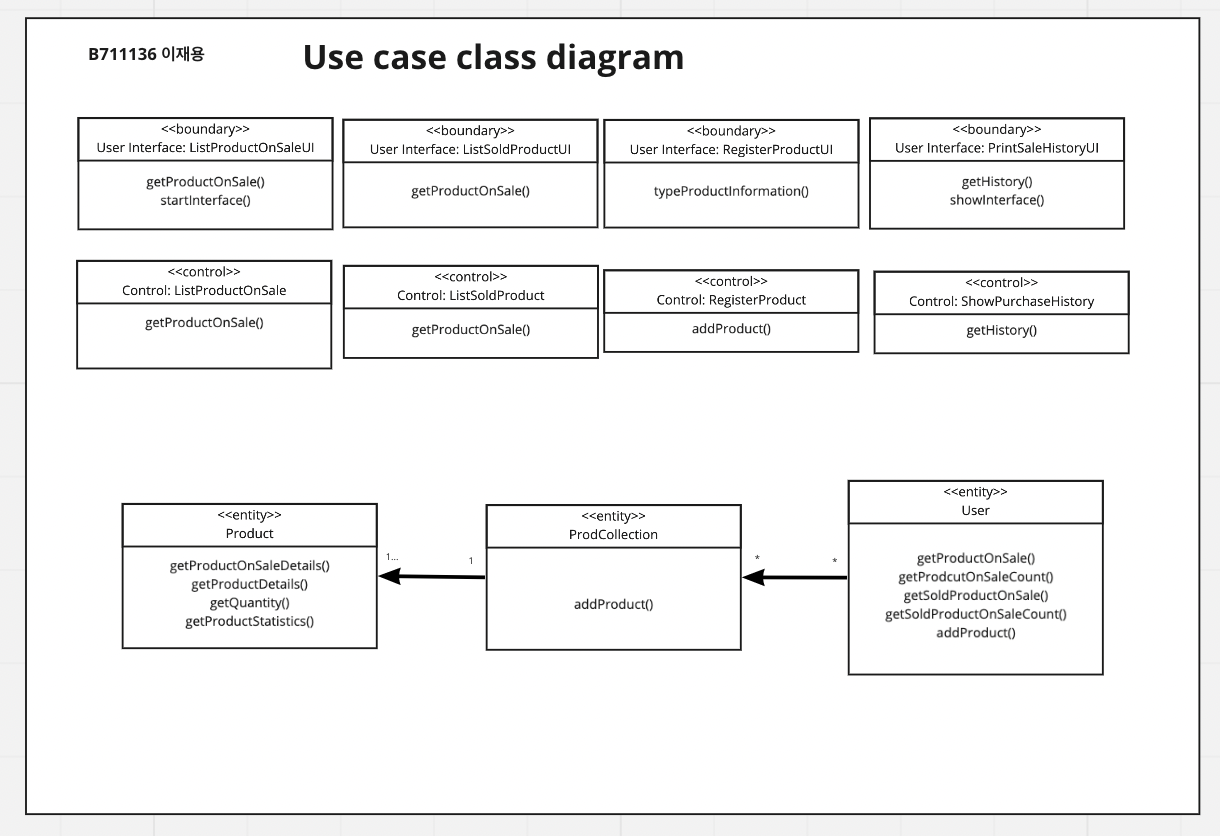 B711136 이재용
Use case class diagram
<<boundary>>
User Interface: ListProductOnSaleUI
getProductOnSale()
startInterface()
<<boundary>>
User Interface: ListSoldProductUI
getProductOnSale()
<<boundary>>
User Interface: RegisterProductUI
typeProductInformation()
<<boundary>>
User Interface: PrintSaleHistoryUI
getHistory()
showInterface()
<<control>>
Control: ListProductOnSale
getProductOnSale()
<<control>>
Control: ListSoldProduct
getProductOnSale()
<<control>>
Control: RegisterProduct
addProduct()
<<control>>
Control: ShowPurchaseHistory
getHistory()
<<entity>>
Product
getProductOnSaleDetails()
getProductDetails()
getQuantity()
getProductStatistics()
1...
1
<<entity>>
ProdCollection
addProduct()
*
*
<<entity>>
User
getProductOnSale()
getProdcutOnSaleCount()
getSoldProductOnSale()
getSoldProductOnSaleCount()
addProduct()